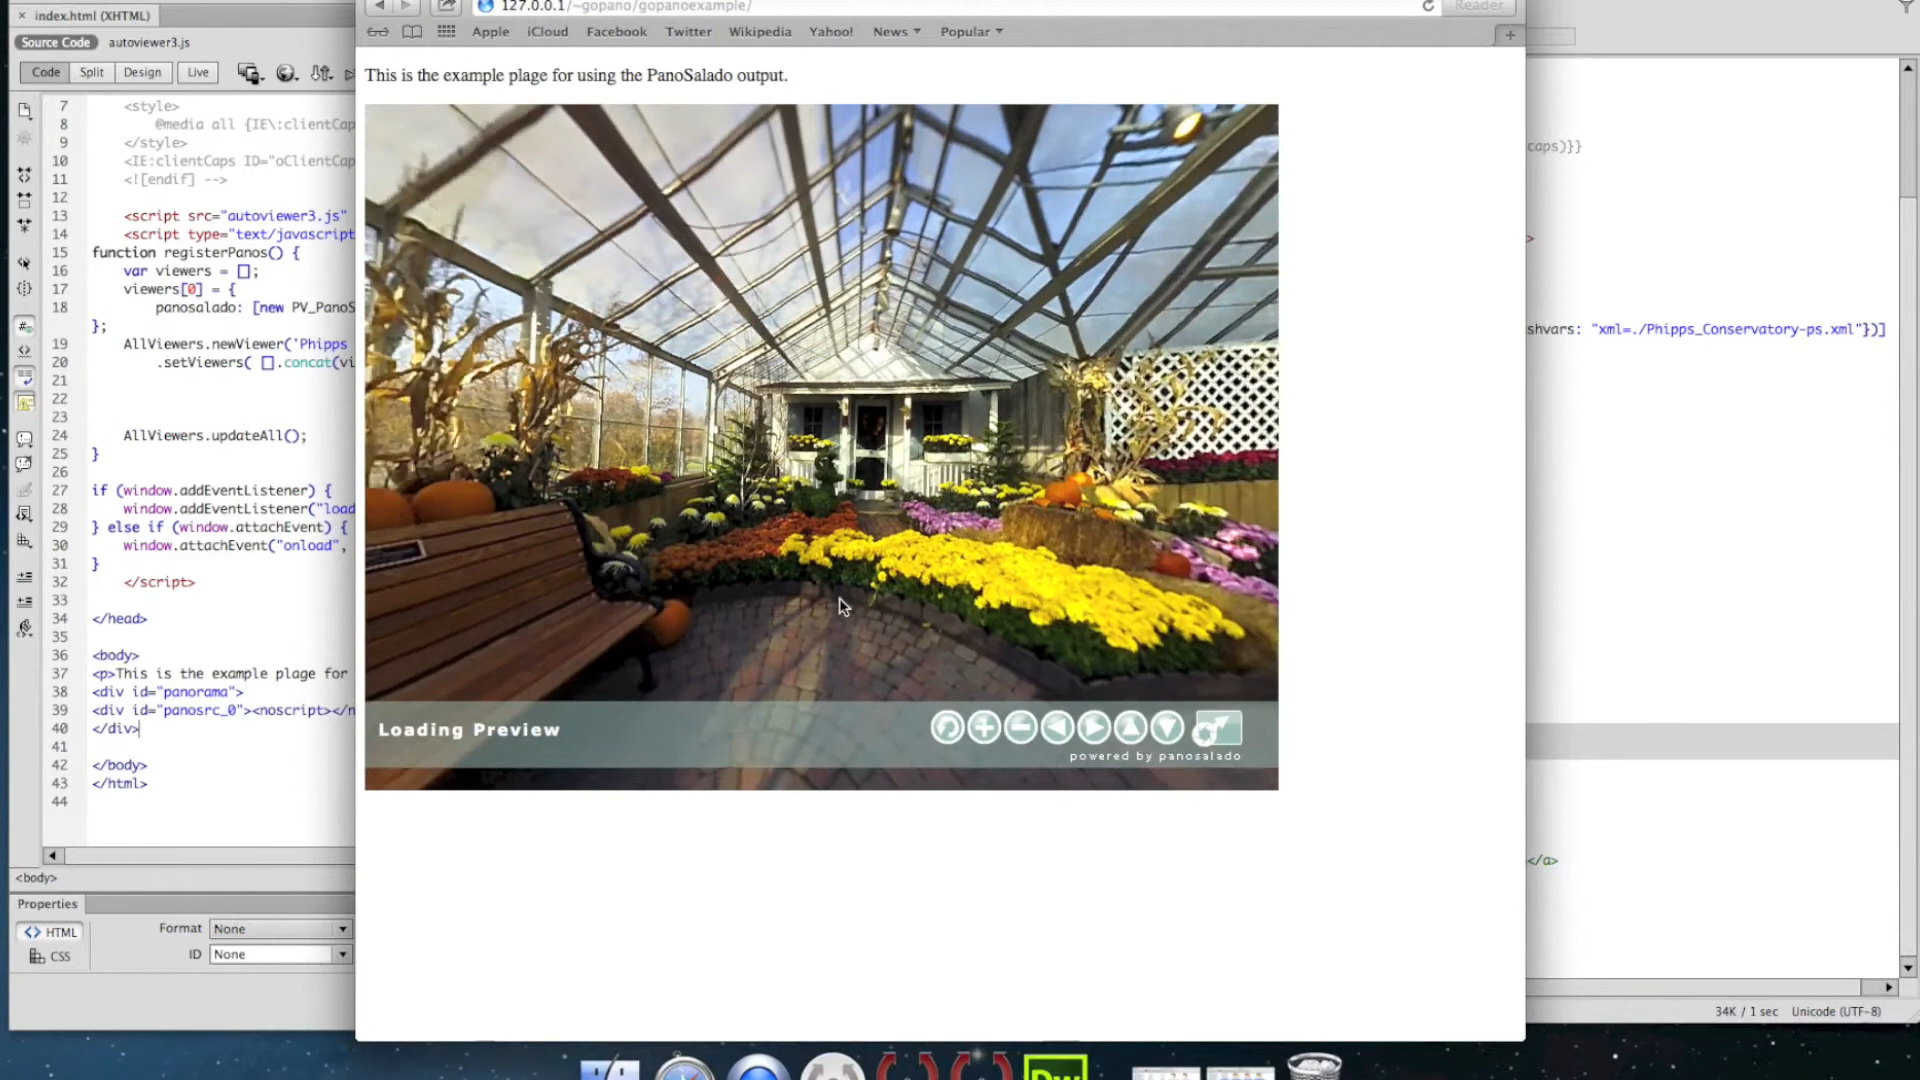 index.html (XHTML)
127.0.0.1/~gopano/gopanoexample/
Reader
Source Code autoviewer3.js
Apple iCloud Facebook Twitter Wikipedia Yahoo! News Popular
Code Split Design Live
This is the example plage for using the PanoSalado output.
7 <style>
8 @media all {IE\:clientCap
9 </style>
10 <IE:clientCaps ID="oClientCap
caps)}}
11 <![endif] -->
12
13 <script src="autoviewer3.js"
14 <script type="text/javascript
15 function registerPanos() {
16 var viewers = [];
17 viewers[0] = {
18 panosalado: [new PV_PanoS
shvars: "xml=./Phipps_Conservatory-ps.xml"})]
};
19 AllViewers.newViewer('Phipps
20 .setViewers( [].concat(vi
21
22
23
24 AllViewers.updateAll();
25 }
26
27 if (window.addEventListener) {
28 window.addEventListener("load
29 } else if (window.attachEvent) {
30 window.attachEvent("onload",
31 }
32 </script>
33
34 </head>
35
36 <body>
37 <p>This is the example plage for
38 <div id="panorama">
39 <div id="panosrc_0"><noscript></n
40 </div>
41
42 </body>
43 </html>
44
Loading Preview
powered by panosalado
</a>
<body>
Properties
<> HTML
CSS
Format None
ID None
34K / 1 sec Unicode (UTF-8)
Dw